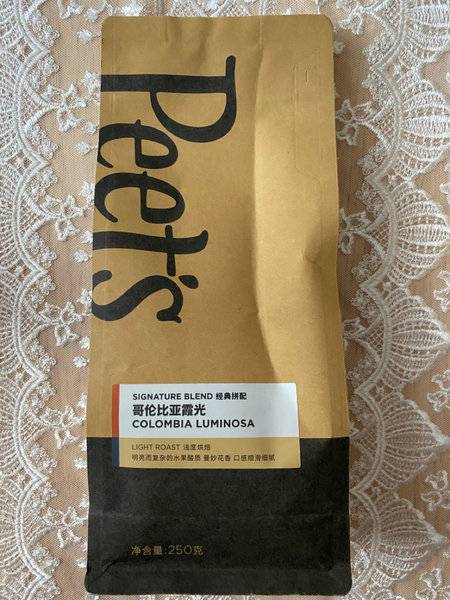 Peet's
SIGNATURE BLEND 经典拼配
哥伦比亚霞光
COLOMBIA LUMINOSA
LIGHT ROAST 浅度烘焙
明亮而复杂的水果酸质 曼妙花香 口感顺滑细腻
净含量:250克